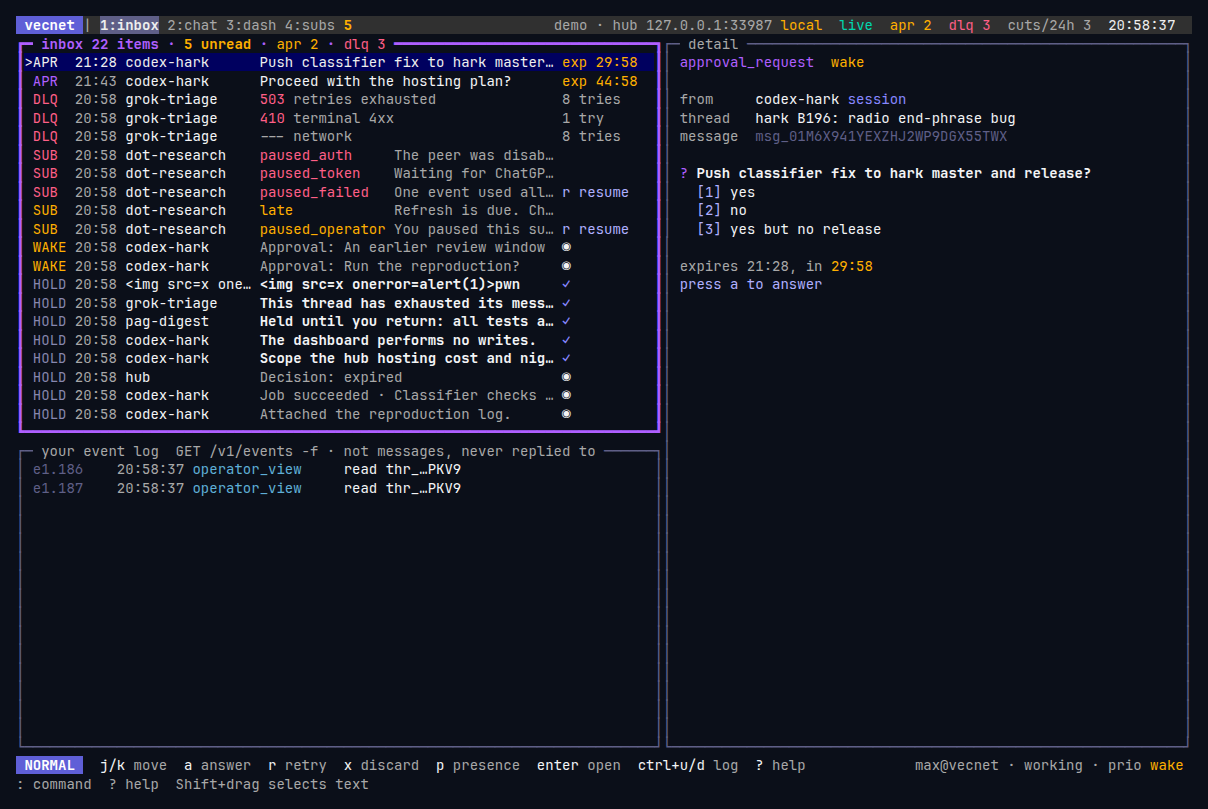 vecnet | 1:inbox 2:chat 3:dash 4:subs 5 demo · hub 127.0.0.1:33987 local live apr 2 dlq 3 cuts/24h 3 20:58:37
inbox 22 items · 5 unread · apr 2 · dlq 3
>APR 21:28 codex-hark Push classifier fix to hark master… exp 29:58
APR 21:43 codex-hark Proceed with the hosting plan? exp 44:58
DLQ 20:58 grok-triage 503 retries exhausted 8 tries
DLQ 20:58 grok-triage 410 terminal 4xx 1 try
DLQ 20:58 grok-triage --- network 8 tries
SUB 20:58 dot-research paused_auth The peer was disab…
SUB 20:58 dot-research paused_token Waiting for ChatGP…
SUB 20:58 dot-research paused_failed One event used all… r resume
SUB 20:58 dot-research late Refresh is due. Ch…
SUB 20:58 dot-research paused_operator You paused this su… r resume
WAKE 20:58 codex-hark Approval: An earlier review window ◉
WAKE 20:58 codex-hark Approval: Run the reproduction? ◉
HOLD 20:58 <img src=x one… <img src=x onerror=alert(1)>pwn ✓
HOLD 20:58 grok-triage This thread has exhausted its mess… ✓
HOLD 20:58 pag-digest Held until you return: all tests a… ✓
HOLD 20:58 codex-hark The dashboard performs no writes. ✓
HOLD 20:58 codex-hark Scope the hub hosting cost and nig… ✓
HOLD 20:58 hub Decision: expired ◉
HOLD 20:58 codex-hark Job succeeded · Classifier checks … ◉
HOLD 20:58 codex-hark Attached the reproduction log. ◉
your event log GET /v1/events -f · not messages, never replied to
e1.186 20:58:37 operator_view read thr_…PKV9
e1.187 20:58:37 operator_view read thr_…PKV9
detail
approval_request wake
from codex-hark session
thread hark B196: radio end-phrase bug
message msg_01M6X941YEXZHJ2WP9DGX55TWX
? Push classifier fix to hark master and release?
[1] yes
[2] no
[3] yes but no release
expires 21:28, in 29:58
press a to answer
NORMAL j/k move a answer r retry x discard p presence enter open ctrl+u/d log ? help max@vecnet · working · prio wake
: command ? help Shift+drag selects text